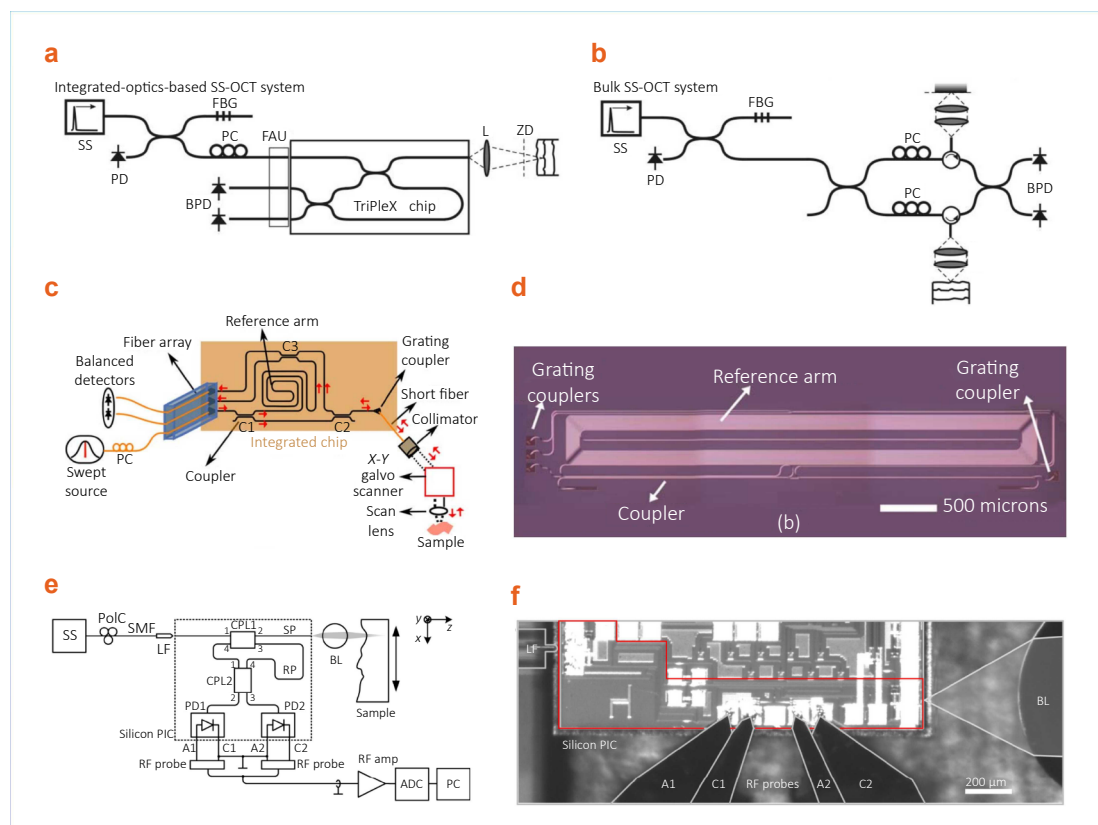 a
Integrated-optics-based SS-OCT system
FBG
SS
PC
FAU
PD
BPD
TriPleX chip
L
ZD
b
Bulk SS-OCT system
FBG
SS
PD
PC
PC
BPD
c
Reference arm
Fiber array
C3
Grating
coupler
Balanced
detectors
Short fiber
Collimator
C1
C2
Integrated chip
PC
Swept
source
Coupler
X-Y
galvo
scanner
Scan
lens
Sample
d
Grating
couplers
Reference arm
Grating
coupler
Coupler
500 microns
(b)
e
PolC
SS
SMF
LF
1
CPL1
2
SP
4
3
RP
1
4
CPL2
2
3
BL
y
z
x
Sample
PD1
PD2
Silicon PIC
A1
C1
A2
C2
RF probe
RF probe
RF amp
ADC
PC
f
LF
BL
Silicon PIC
A1
C1
RF probes
A2
C2
200 µm